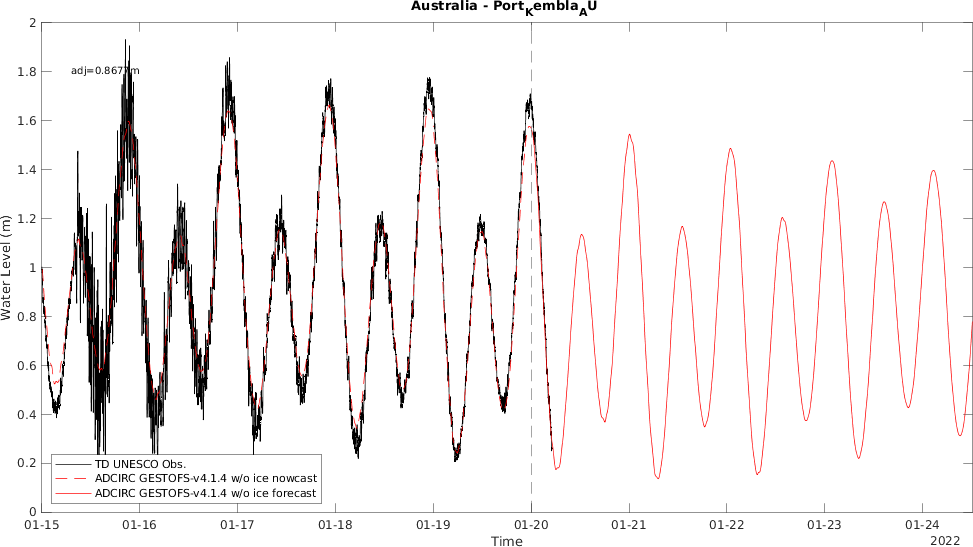 Australia - PortKemblaAU
2
1.8
1.6
1.4
1.2
1
0.8
0.6
0.4
0.2
0
Water Level (m)
adj=0.8677m
TD UNESCO Obs.
ADCIRC GESTOFS-v4.1.4 w/o ice nowcast
ADCIRC GESTOFS-v4.1.4 w/o ice forecast
01-15 01-16 01-17 01-18 01-19 01-20 01-21 01-22 01-23 01-24
Time
2022